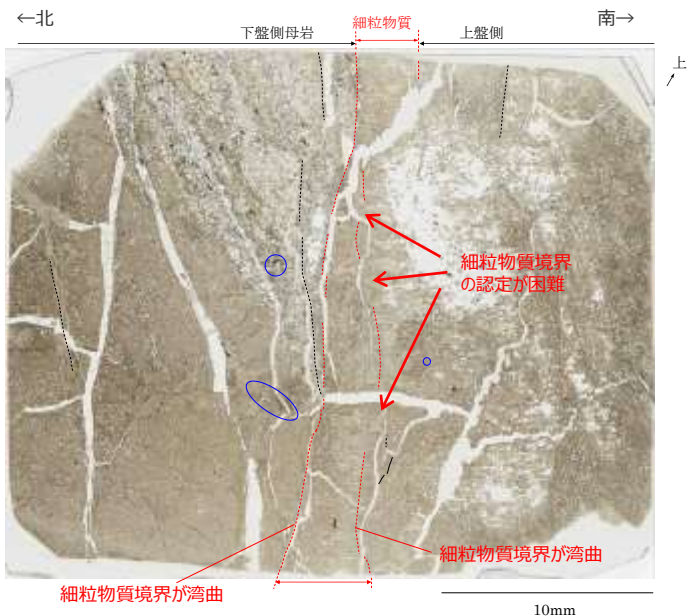 ←北
南→
細粒物質
下盤側母岩
上盤側
上
細粒物質境界
の認定が困難
細粒物質境界が湾曲
細粒物質境界が湾曲
10mm